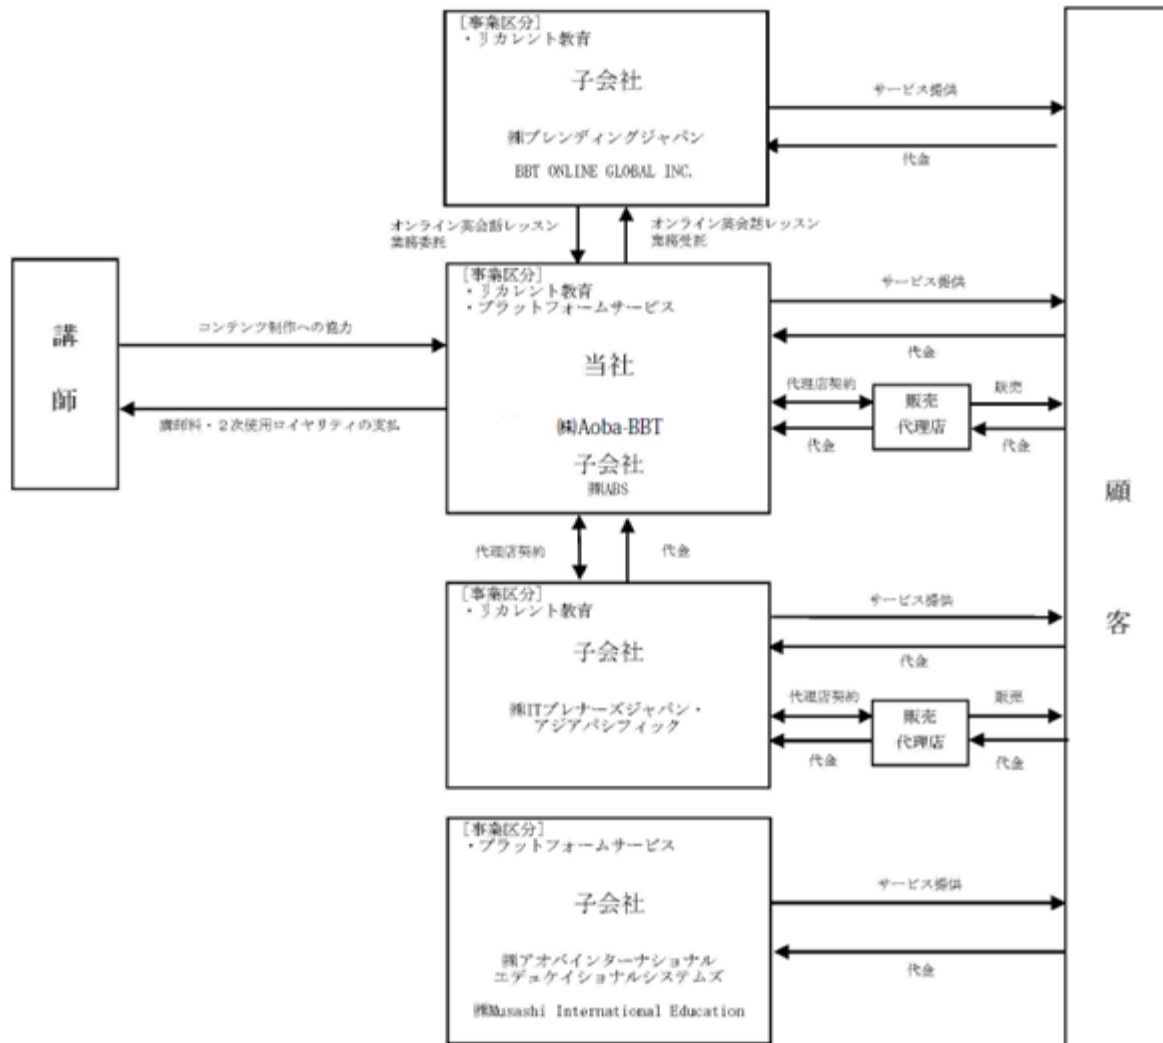 [事業区分]
・リカレント教育
子会社
㈱ブレンディングジャパン
BBT ONLINE GLOBAL INC.
サービス提供
代金
オンライン英会話レッスン
業務委託
オンライン英会話レッスン
業務受託
講
師
コンテンツ制作への協力
講師料・２次使用ロイヤリティの支払
[事業区分]
・リカレント教育
・プラットフォームサービス
当社
㈱Aoba-BBT
子会社
㈱ABS
サービス提供
代金
代理店契約
代金
販売
代理店
販売
代金
顧
客
代理店契約
代金
[事業区分]
・リカレント教育
子会社
㈱ITプレナーズジャパン・
アジアパシフィック
サービス提供
代金
代理店契約
代金
販売
代理店
販売
代金
[事業区分]
・プラットフォームサービス
子会社
㈱アオバインターナショナル
エデュケイショナルシステムズ
㈱Musashi International Education
サービス提供
代金